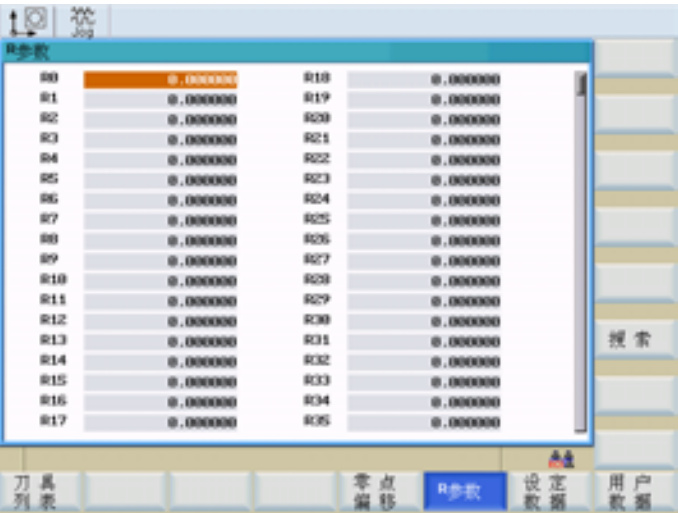 Jog
R参数
R0 0.000000 R18 0.000000
R1 0.000000 R19 0.000000
R2 0.000000 R20 0.000000
R3 0.000000 R21 0.000000
R4 0.000000 R22 0.000000
R5 0.000000 R23 0.000000
R6 0.000000 R24 0.000000
R7 0.000000 R25 0.000000
R8 0.000000 R26 0.000000
R9 0.000000 R27 0.000000
R10 0.000000 R28 0.000000
R11 0.000000 R29 0.000000
R12 0.000000 R30 0.000000
R13 0.000000 R31 0.000000
R14 0.000000 R32 0.000000
R15 0.000000 R33 0.000000
R16 0.000000 R34 0.000000
R17 0.000000 R35 0.000000
搜索
刀具
列表
零点
偏移
R参数
设定
数据
用户
数据